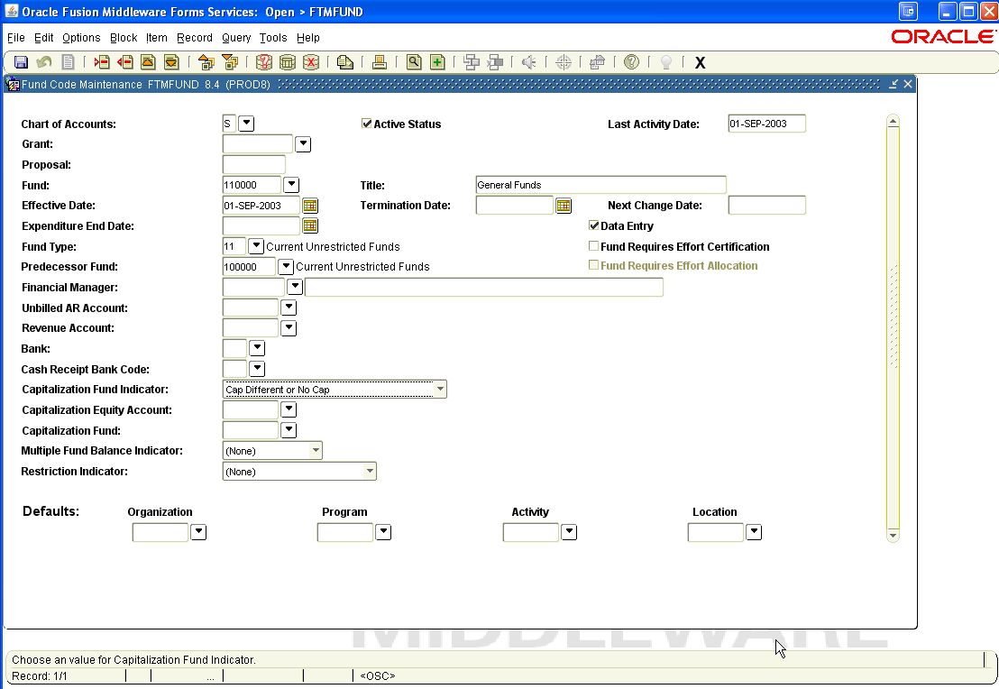 Oracle Fusion Middleware Forms Services:  Open > FTMFUND
File Edit Options Block Item Record Query Tools Help
ORACLE
X
Fund Code Maintenance  FTMFUND  8.4  (PROD8)
Chart of Accounts: S Active Status Last Activity Date: 01-SEP-2003
Grant:
Proposal:
Fund: 110000 Title: General Funds
Effective Date: 01-SEP-2003 Termination Date: Next Change Date:
Expenditure End Date: Data Entry
Fund Type: 11 Current Unrestricted Funds Fund Requires Effort Certification
Predecessor Fund: 100000 Current Unrestricted Funds Fund Requires Effort Allocation
Financial Manager:
Unbilled AR Account:
Revenue Account:
Bank:
Cash Receipt Bank Code:
Capitalization Fund Indicator: Cap Different or No Cap
Capitalization Equity Account:
Capitalization Fund:
Multiple Fund Balance Indicator: (None)
Restriction Indicator: (None)
Defaults: Organization Program Activity Location
MIDDLEWARE
Choose an value for Capitalization Fund Indicator.
Record: 1/1 ... <OSC>